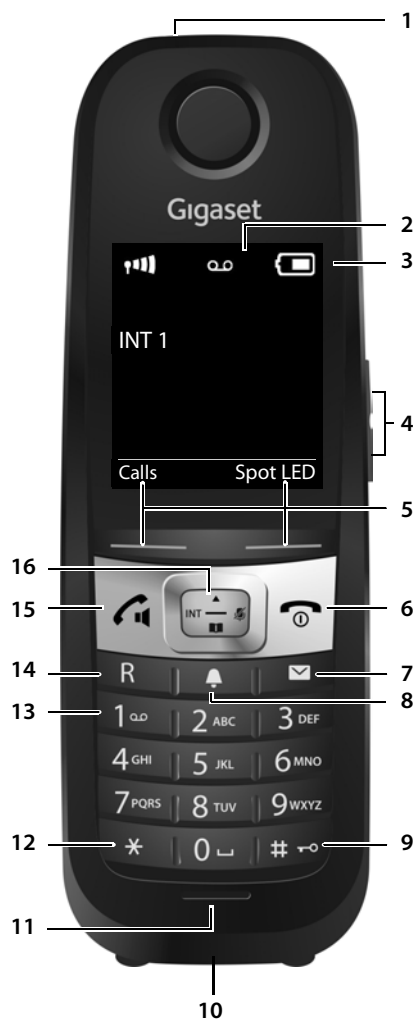 1
Gigaset
2
3
INT 1
4
Calls Spot LED
5
16
INT
15
6
14 R 7
8
13 1 2 ABC 3 DEF
4 GHI 5 JKL 6 MNO
7 PQRS 8 TUV 9 WXYZ
12 * 0 # 9
11
10